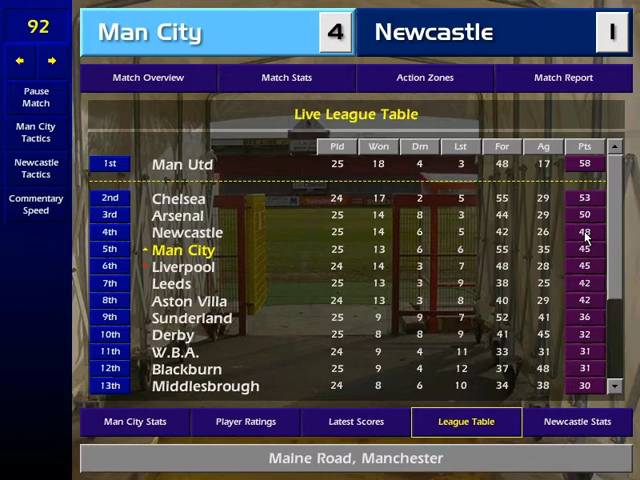 92
Man City 4 Newcastle 1
Match Overview Match Stats Action Zones Match Report
Pause Match
Man City Tactics
Newcastle Tactics
Commentary Speed
Live League Table
Pld Won Drn Lst For Ag Pts
1st Man Utd 25 18 4 3 48 17 58
2nd Chelsea 24 17 2 5 55 29 53
3rd Arsenal 25 14 8 3 44 29 50
4th Newcastle 25 14 6 5 42 26 48
5th Man City 25 13 6 6 55 35 45
6th Liverpool 24 14 3 7 48 28 45
7th Leeds 25 13 3 9 38 25 42
8th Aston Villa 24 13 3 8 40 29 42
9th Sunderland 25 9 9 7 52 41 36
10th Derby 25 8 8 9 41 45 32
11th W.B.A. 24 9 4 11 33 31 31
12th Blackburn 25 9 4 12 37 48 31
13th Middlesbrough 24 8 6 10 34 38 30
Man City Stats Player Ratings Latest Scores League Table Newcastle Stats
Maine Road, Manchester